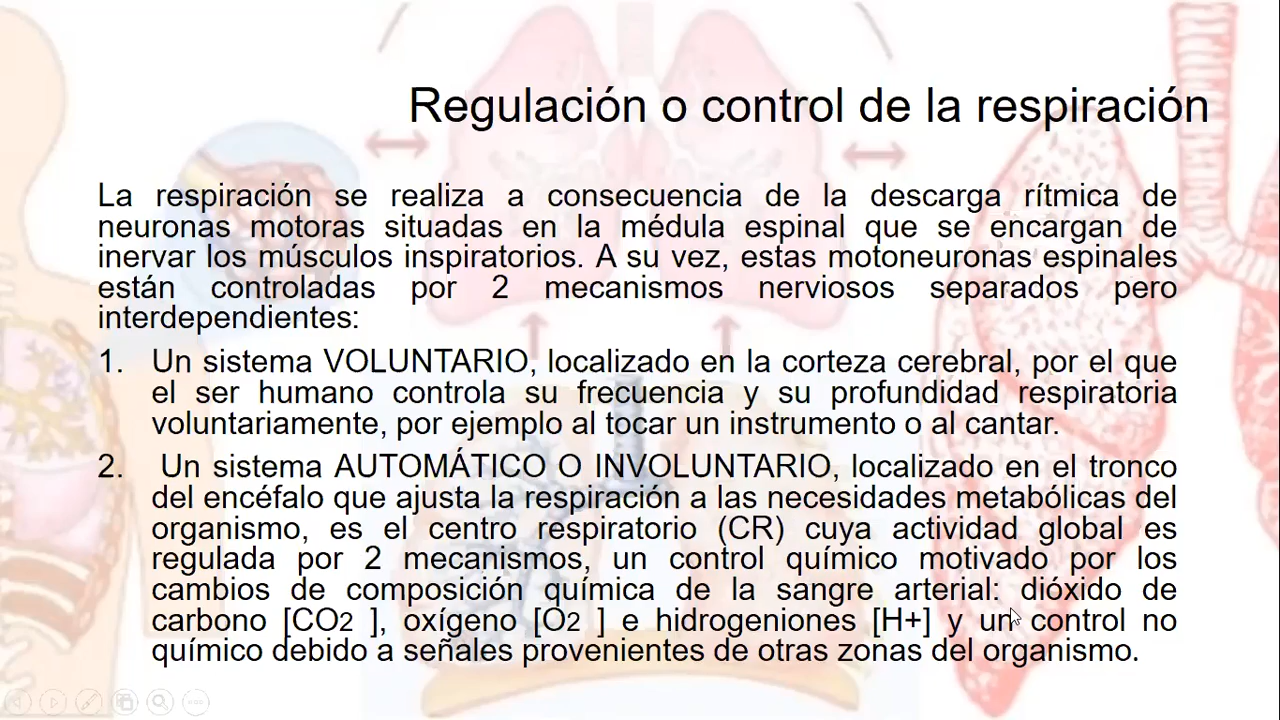 Regulación o control de la respiración
La respiración se realiza a consecuencia de la descarga rítmica de
neuronas motoras situadas en la médula espinal que se encargan de
inervar los músculos inspiratorios. A su vez, estas motoneuronas espinales
están controladas por 2 mecanismos nerviosos separados pero
interdependientes:
1. Un sistema VOLUNTARIO, localizado en la corteza cerebral, por el que
el ser humano controla su frecuencia y su profundidad respiratoria
voluntariamente, por ejemplo al tocar un instrumento o al cantar.
2. Un sistema AUTOMÁTICO O INVOLUNTARIO, localizado en el tronco
del encéfalo que ajusta la respiración a las necesidades metabólicas del
organismo, es el centro respiratorio (CR) cuya actividad global es
regulada por 2 mecanismos, un control químico motivado por los
cambios de composición química de la sangre arterial: dióxido de
carbono [CO2 ], oxígeno [O2 ] e hidrogeniones [H+] y un control no
químico debido a señales provenientes de otras zonas del organismo.